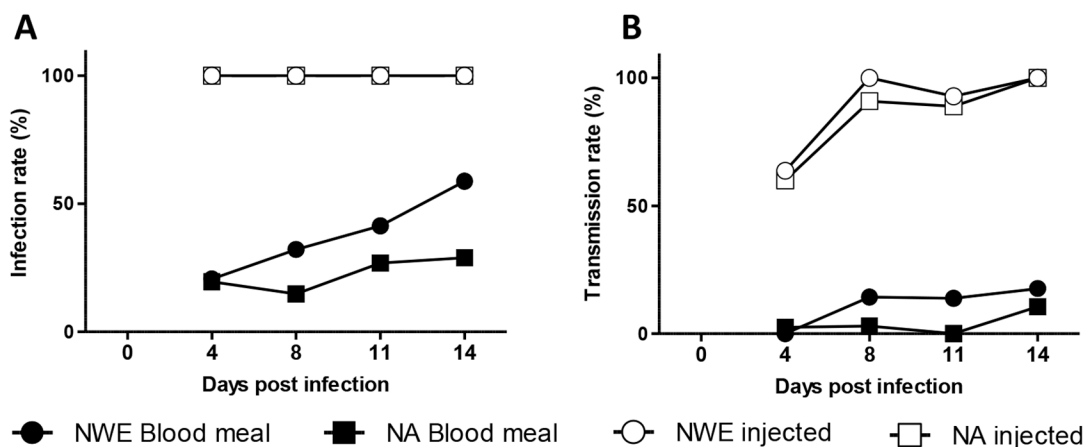 A
Infection rate (%)
100
50
0
0 4 8 11 14
Days post infection
B
Transmission rate (%)
100
50
0
0 4 8 11 14
Days post infection
NWE Blood meal NA Blood meal NWE injected NA injected